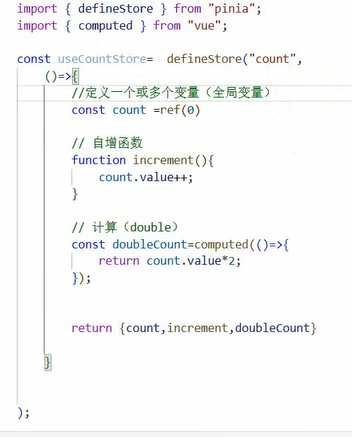 import { defineStore } from "pinia";
import { computed } from "vue";
const useCountStore=  defineStore("count",
()=>{
//定义一个或多个变量（全局变量）
const count =ref(0)
// 自增函数
function increment(){
count.value++;
}
// 计算（double）
const doubleCount=computed(()=>{
return count.value*2;
});
return {count,increment,doubleCount}
}
);